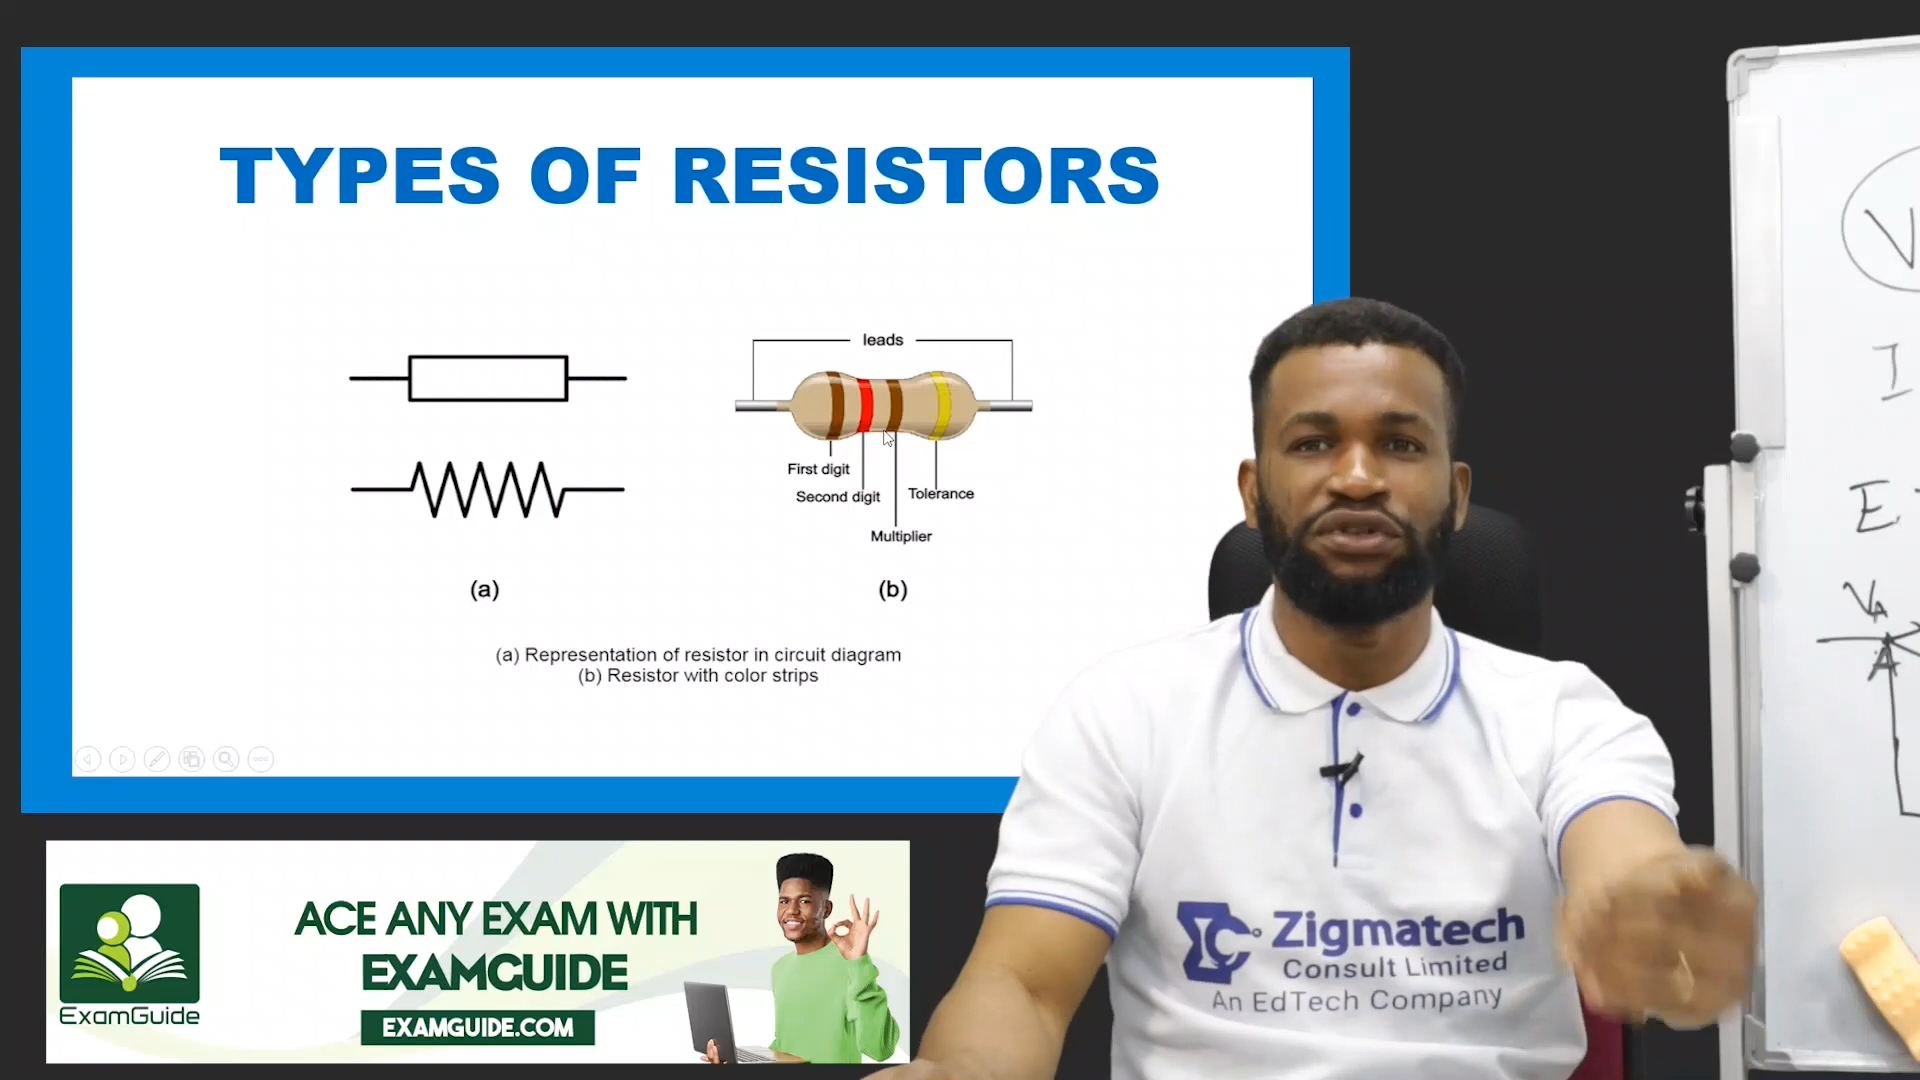 TYPES OF RESISTORS
leads
First digit
Second digit
Tolerance
Multiplier
(a)
(b)
(a) Representation of resistor in circuit diagram
(b) Resistor with color strips
ExamGuide
ACE ANY EXAM WITH
EXAMGUIDE
EXAMGUIDE.COM
Zigmatech
Consult Limited
An EdTech Company
V
I
E
VA
A